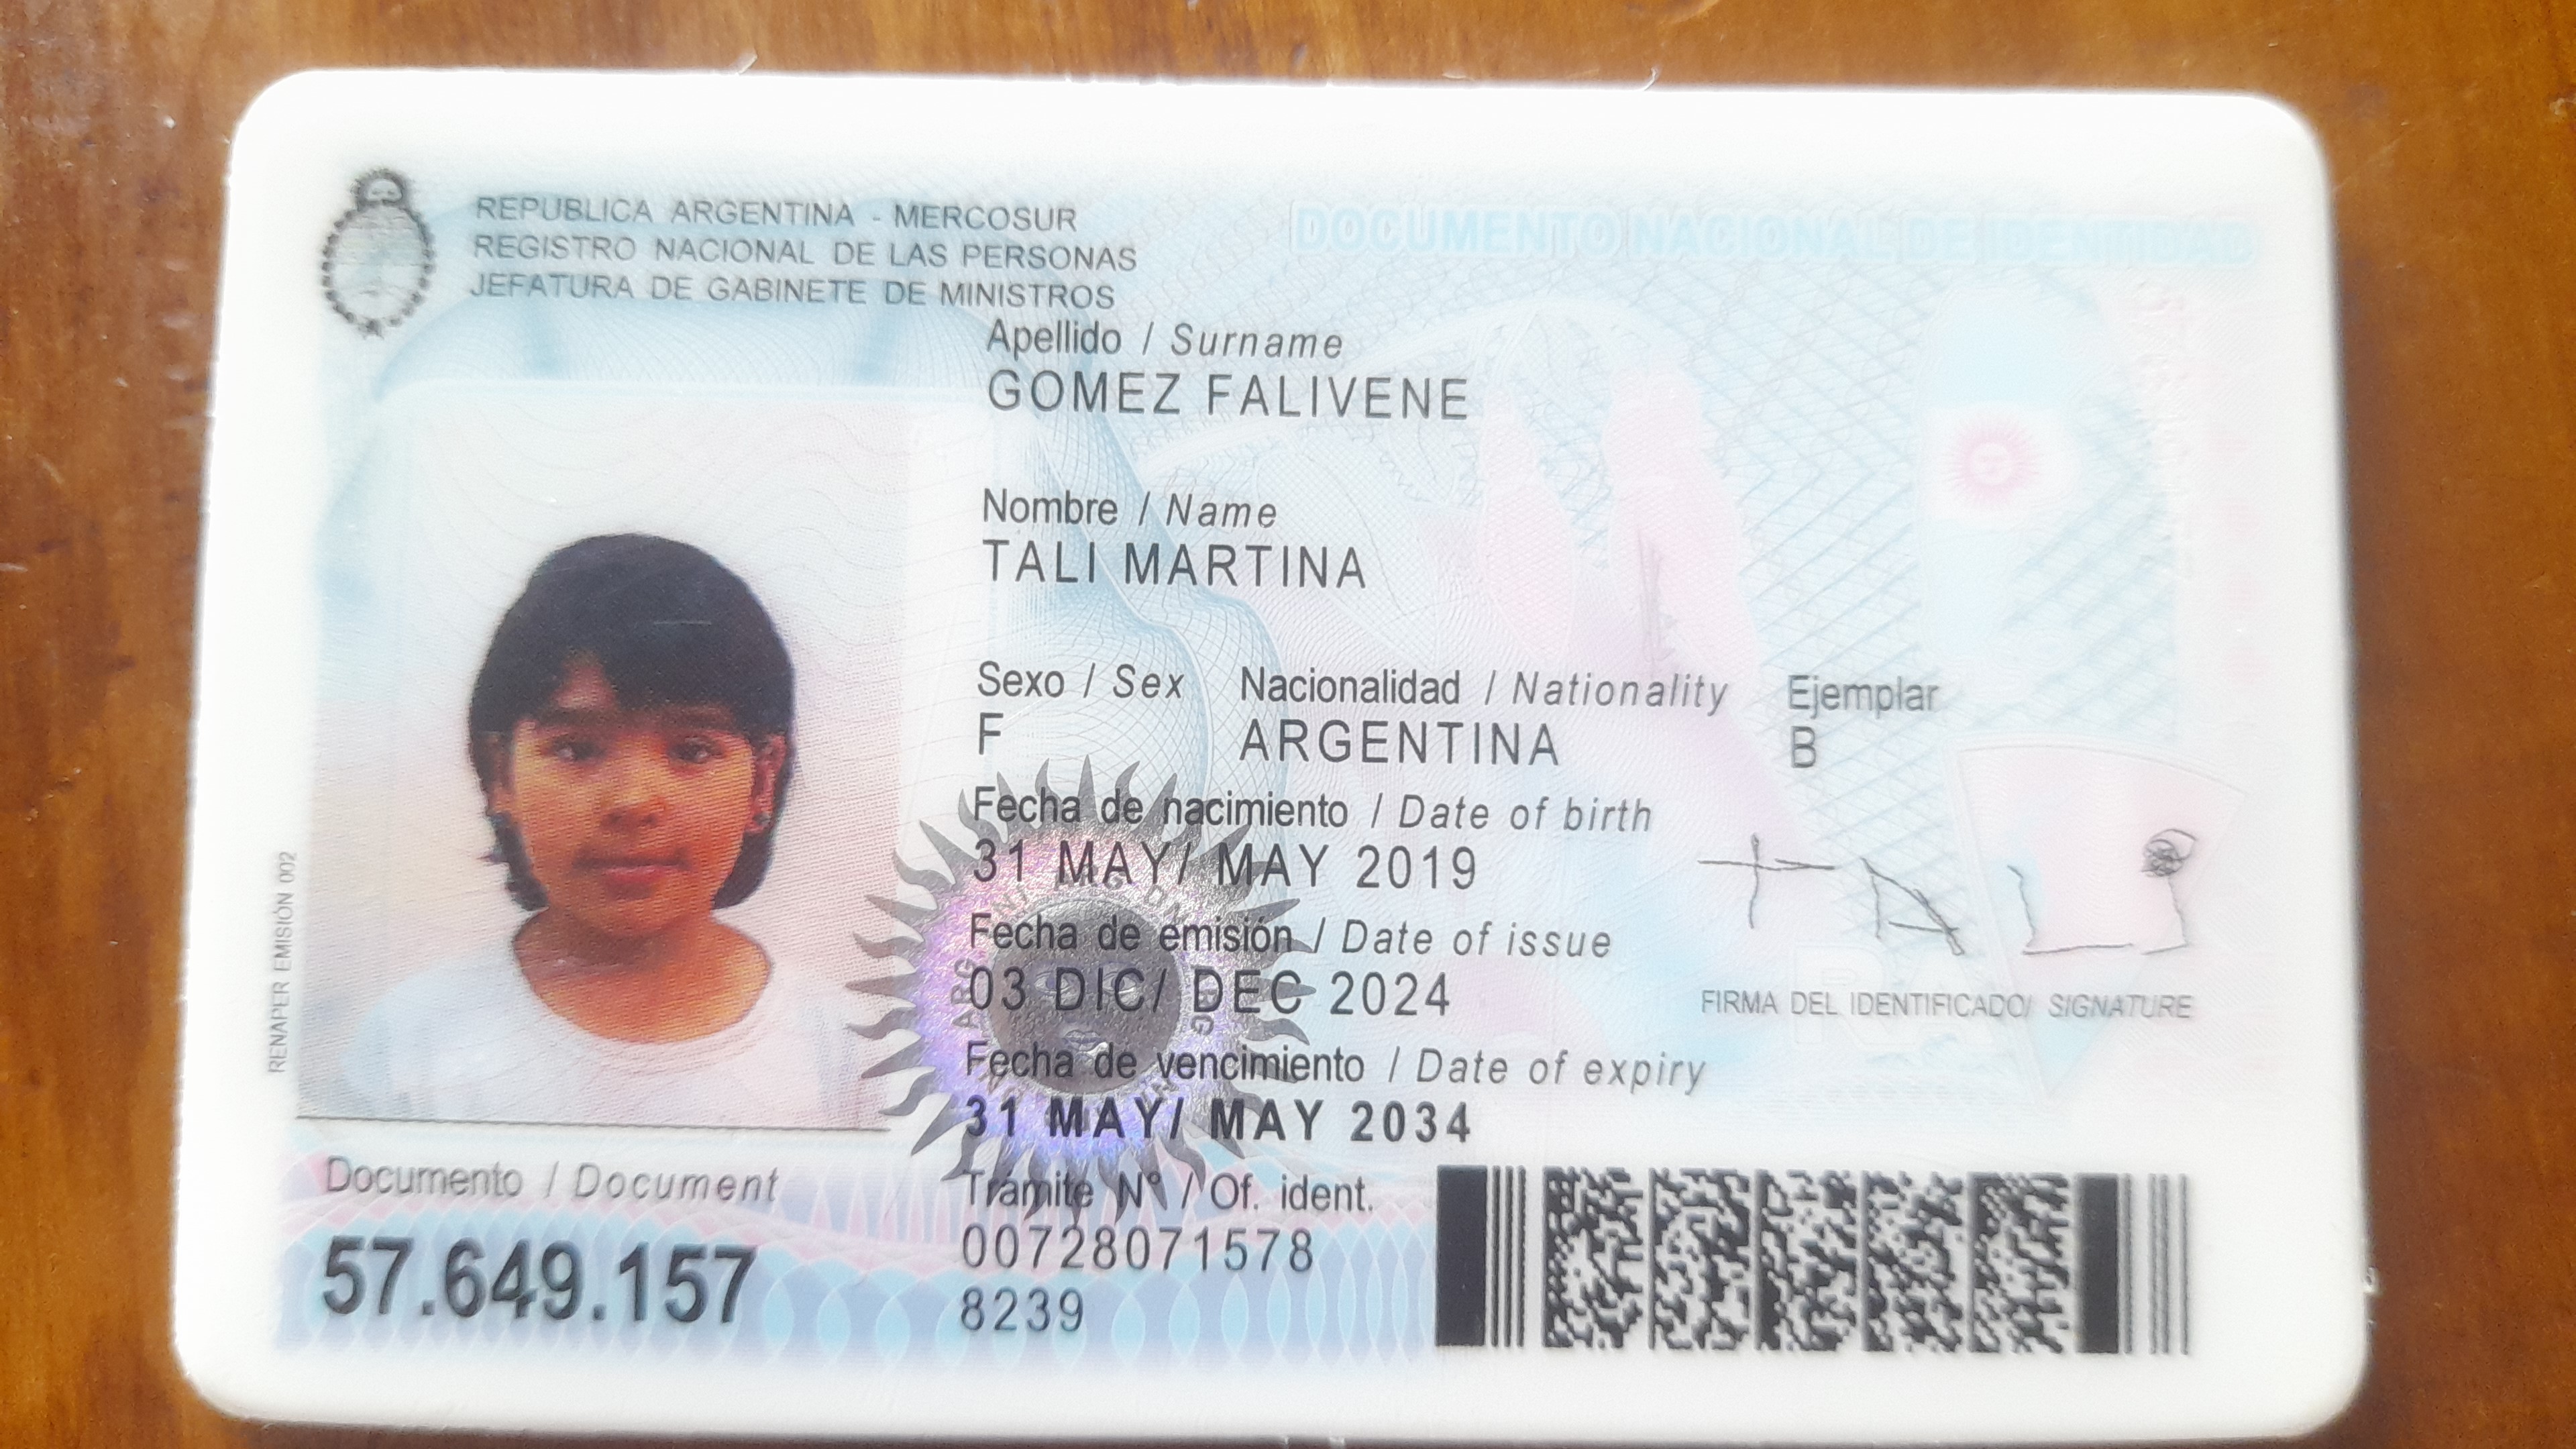 REPUBLICA ARGENTINA - MERCOSUR
REGISTRO NACIONAL DE LAS PERSONAS
JEFATURA DE GABINETE DE MINISTROS
DOCUMENTO NACIONAL DE IDENTIDAD
Apellido / Surname
GOMEZ FALIVENE
Nombre / Name
TALI MARTINA
Sexo / Sex Nacionalidad / Nationality Ejemplar
F ARGENTINA B
Fecha de nacimiento / Date of birth
31 MAY/ MAY 2019
Fecha de emisión / Date of issue
03 DIC/ DEC 2024
Fecha de vencimiento / Date of expiry
31 MAY/ MAY 2034
FIRMA DEL IDENTIFICADO/ SIGNATURE
RENAPER EMISIÓN 002
Documento / Document
57.649.157
Trámite Nº / Of. ident.
00728071578
8239